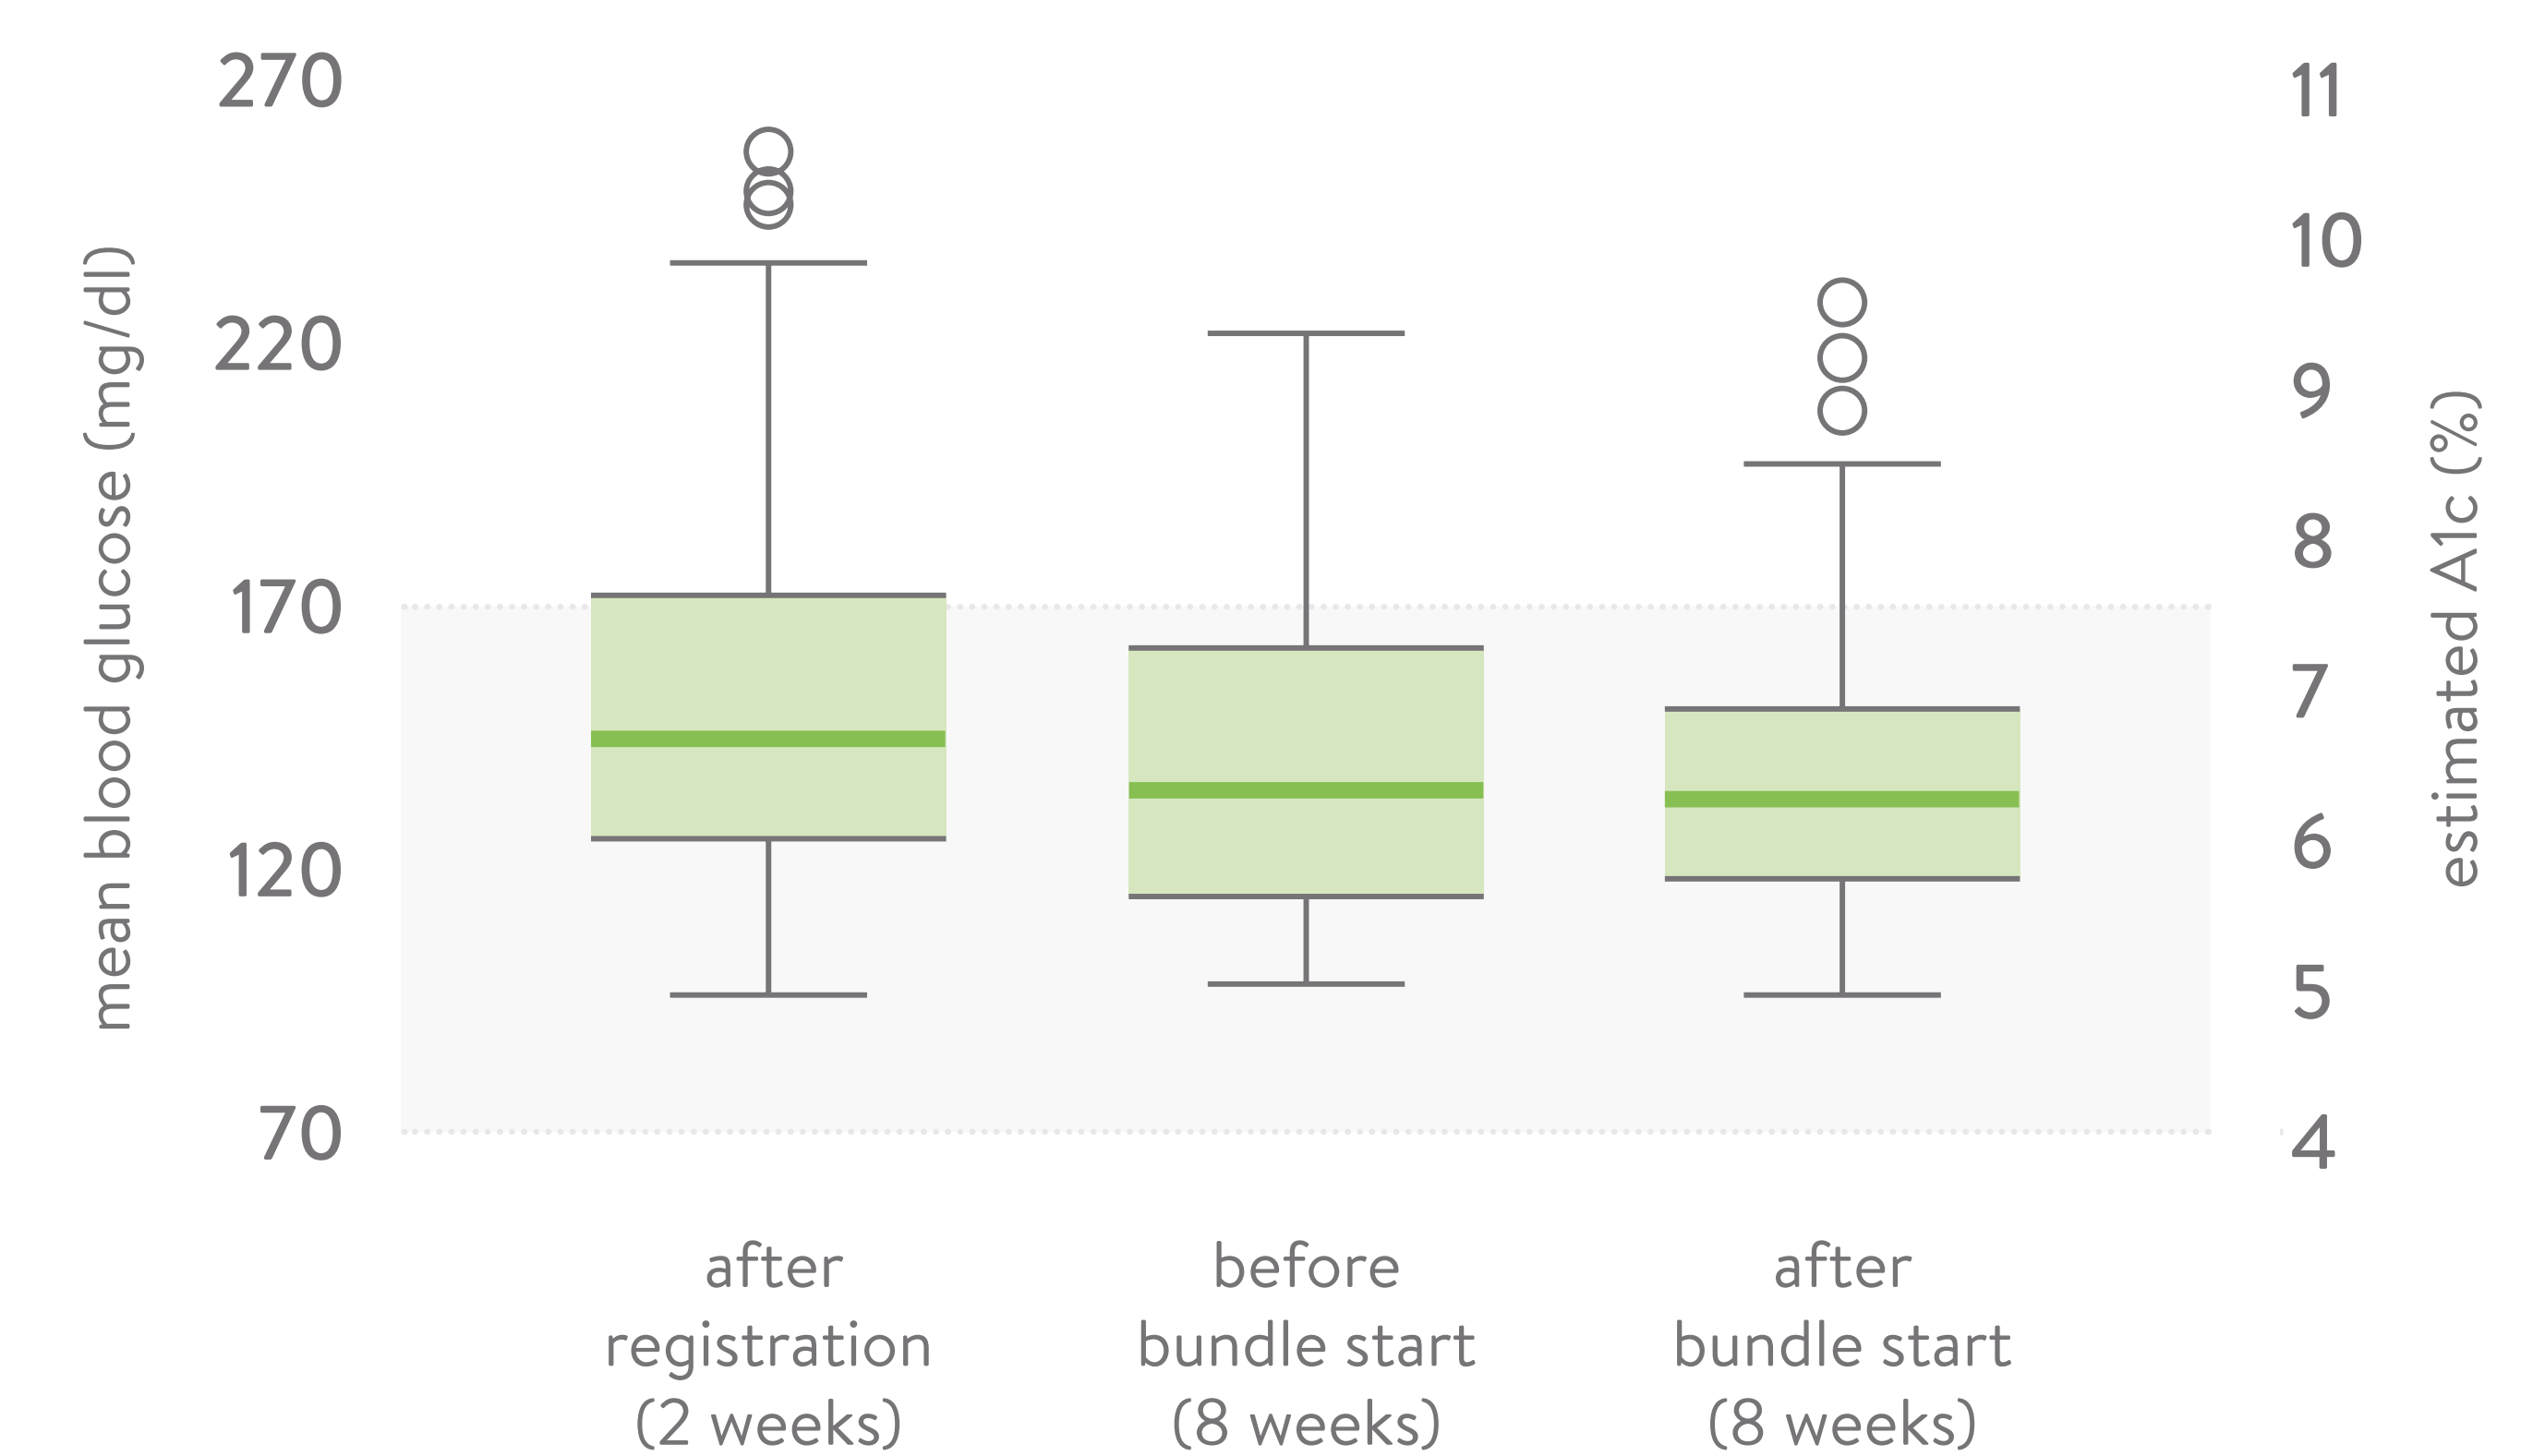 mean blood glucose (mg/dl)
270
220
170
120
70
11
10
9
8
7
6
5
4
estimated A1c (%)
after
registration
(2 weeks)
before
bundle start
(8 weeks)
after
bundle start
(8 weeks)